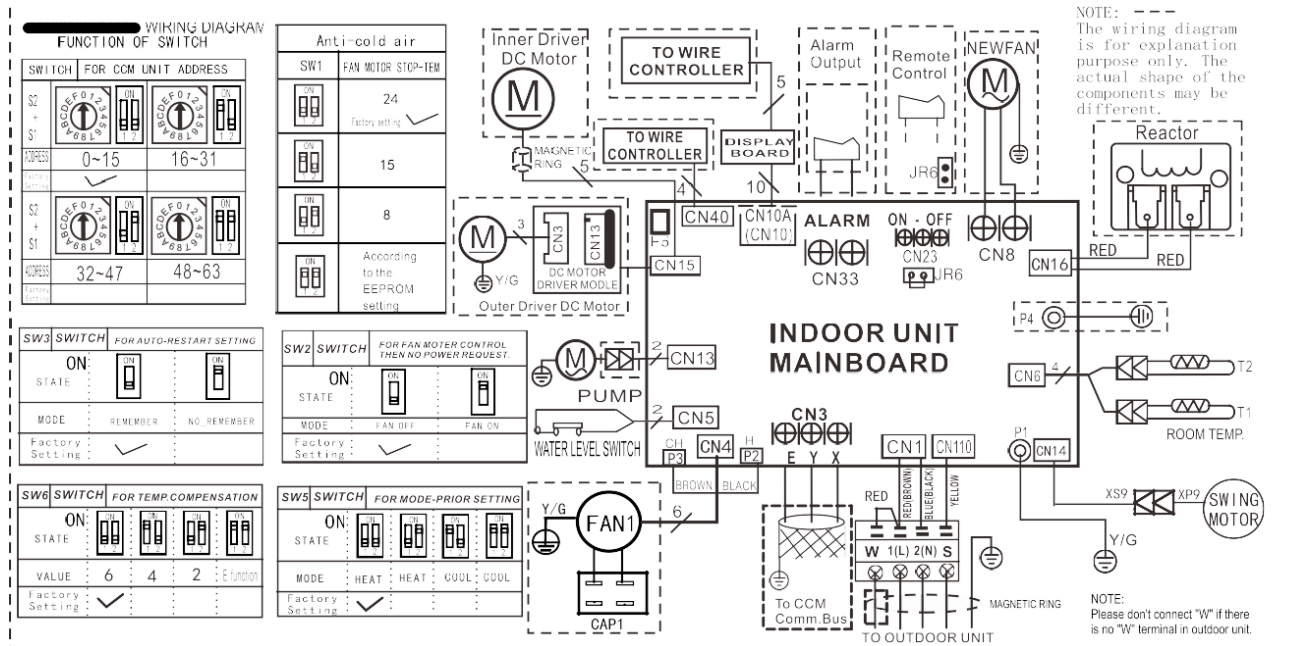 WIRING DIAGRAM
FUNCTION OF SWITCH
SWITCH FOR CCM UNIT ADDRESS
S2
+
S1
ADDRESS 0~15 16~31
Factory
Setting
S2
+
S1
ADDRESS 32~47 48~63
Factory
Setting
Anti-cold air
SW1 FAN MOTOR STOP-TEM
ON
1 2
24
Factory setting
15
8
According
to the
EEPROM
setting
SW3 SWITCH FOR AUTO-RESTART SETTING
ON
STATE
MODE REMEMBER NO_REMEMBER
Factory
Setting
SW2 SWITCH FOR FAN MOTER CONTROL
THEN NO POWER REQUEST.
ON
STATE
MODE FAN OFF FAN ON
Factory
Setting
SW6 SWITCH FOR TEMP.COMPENSATION
ON
STATE
VALUE 6 4 2 E function
Factory
Setting
SW5 SWITCH FOR MODE-PRIOR SETTING
ON
STATE
MODE HEAT HEAT COOL COOL
Factory
Setting
Inner Driver
DC Motor
M
MAGNETIC
RING
5
TO WIRE
CONTROLLER
5
TO WIRE
CONTROLLER
4
DISPLAY
BOARD
10
Alarm
Output
Remote
Control
JR6
NEWFAN
M
NOTE:
The wiring diagram
is for explanation
purpose only. The
actual shape of the
components may be
different.
Reactor
RED
RED
M
3
Y/G
CN3
CN13
DC MOTOR
DRIVER MODLE
Outer Driver DC Motor
CN40
CN10A
(CN10)
ALARM
CN33
ON - OFF
CN23
JR6
CN8
CN15
CN16
INDOOR UNIT
MAINBOARD
P4
M
PUMP
2
CN13
WATER LEVEL SWITCH
2
CN5
CN6
4
T2
T1
ROOM TEMP.
CH
P3
CN4
H
P2
BROWN
BLACK
CN3
E Y X
CN1
CN110
P1
CN14
RED
RED(BROWN)
BLUE(BLACK)
YELLOW
XS9
XP9
SWING
MOTOR
Y/G
Y/G
FAN1
6
CAP1
To CCM
Comm.Bus
W 1(L) 2(N) S
MAGNETIC RING
TO OUTDOOR UNIT
NOTE:
Please don't connect "W" if there
is no "W" terminal in outdoor unit.